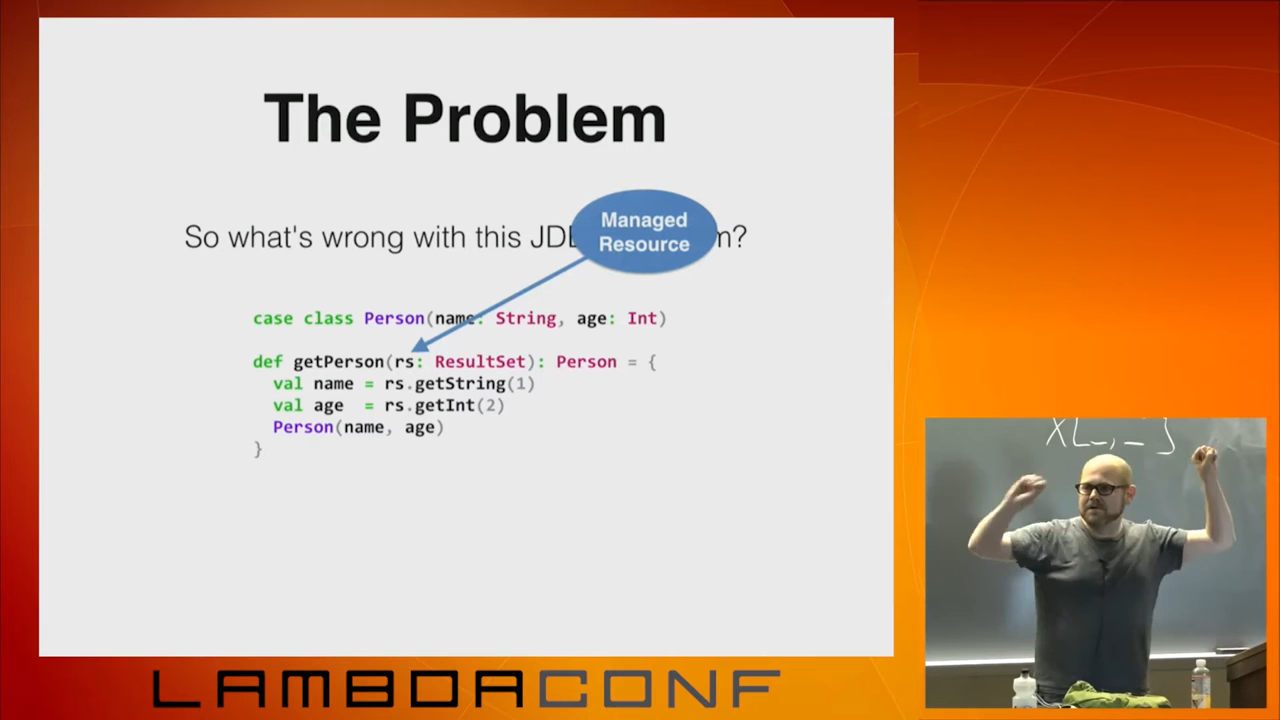 The Problem
So what's wrong with this JD
m?
Managed
Resource
case class Person(name: String, age: Int)
def getPerson(rs: ResultSet): Person = {
  val name = rs.getString(1)
  val age  = rs.getInt(2)
  Person(name, age)
}
X[_,_]
LAMBDACONF